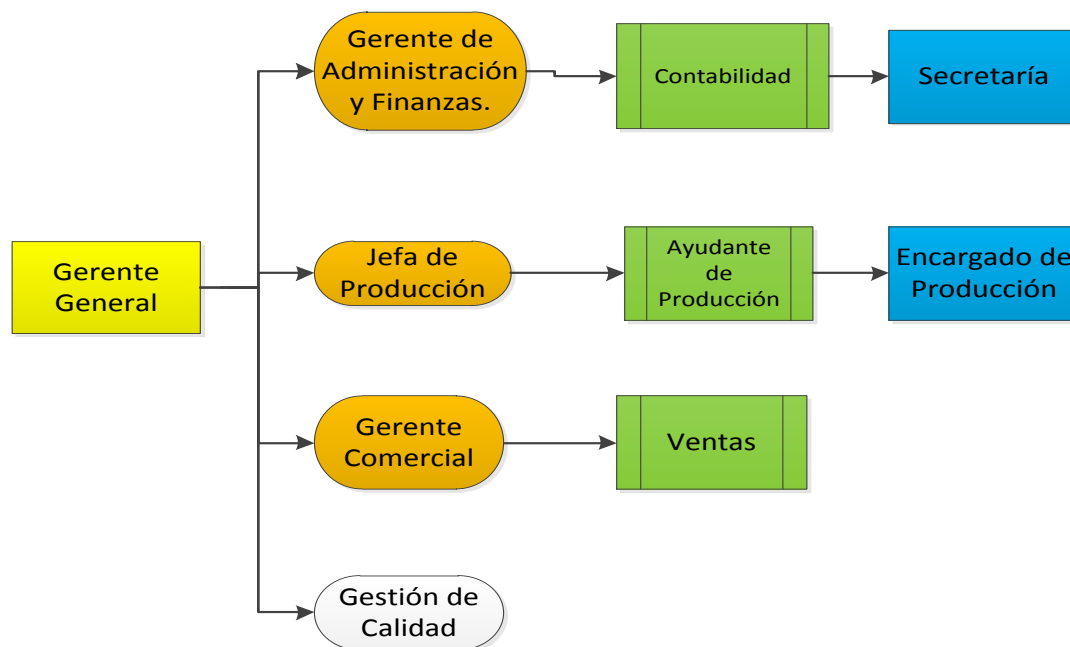 Gerente de
Administración
y Finanzas.
Contabilidad
Secretaría
Gerente
General
Jefa de
Producción
Ayudante
de
Producción
Encargado de
Producción
Gerente
Comercial
Ventas
Gestión de
Calidad